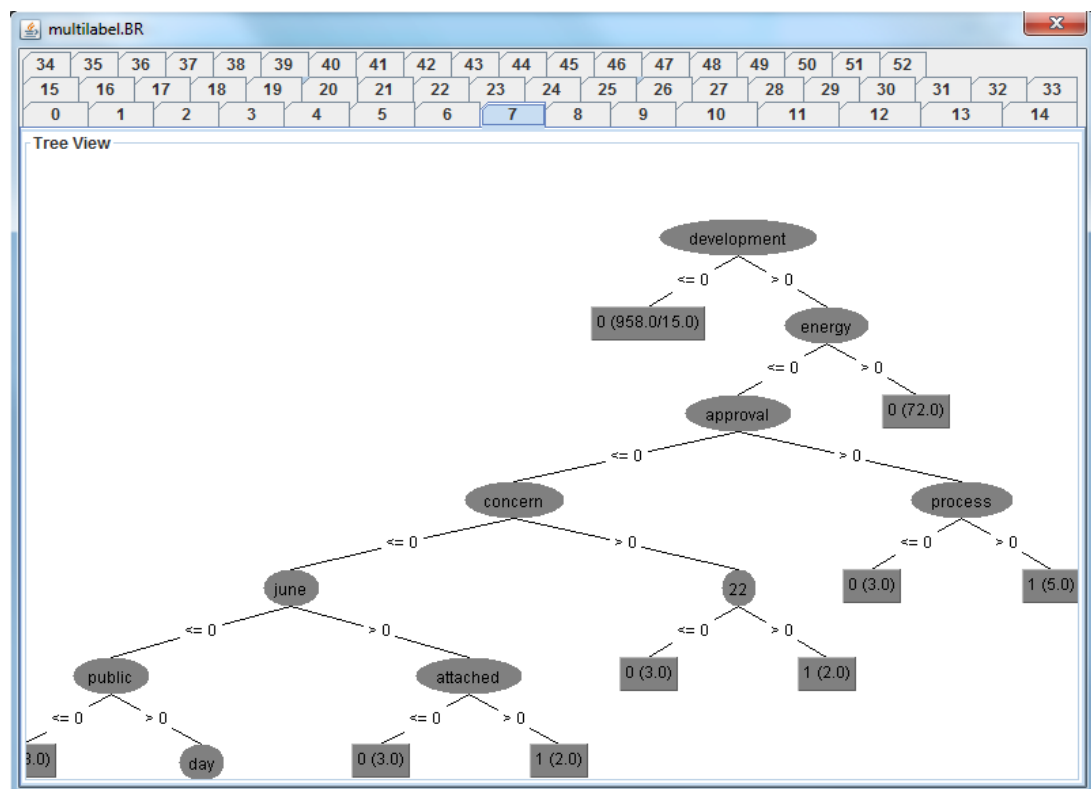 multilabel.BR
34 35 36 37 38 39 40 41 42 43 44 45 46 47 48 49 50 51 52
15 16 17 18 19 20 21 22 23 24 25 26 27 28 29 30 31 32 33
0 1 2 3 4 5 6 7 8 9 10 11 12 13 14
Tree View
development
<= 0 > 0
0 (958.0/15.0) energy
<= 0 > 0
approval 0 (72.0)
<= 0 > 0
concern process
<= 0 > 0 <= 0 > 0
june 22 0 (3.0) 1 (5.0)
<= 0 > 0 <= 0 > 0
public attached 0 (3.0) 1 (2.0)
<= 0 > 0 <= 0 > 0
.0) day 0 (3.0) 1 (2.0)